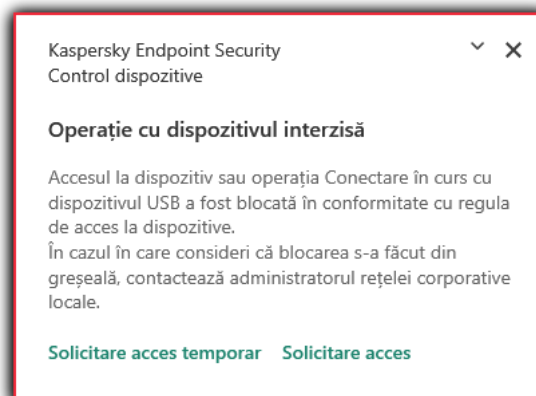 Kaspersky Endpoint Security
Control dispozitive
Operație cu dispozitivul interzisă
Accesul la dispozitiv sau operația Conectare în curs cu
dispozitivul USB a fost blocată în conformitate cu regula
de acces la dispozitive.
În cazul în care consideri că blocarea s-a făcut din
greșeală, contactează administratorul rețelei corporative
locale.
Solicitare acces temporar Solicitare acces